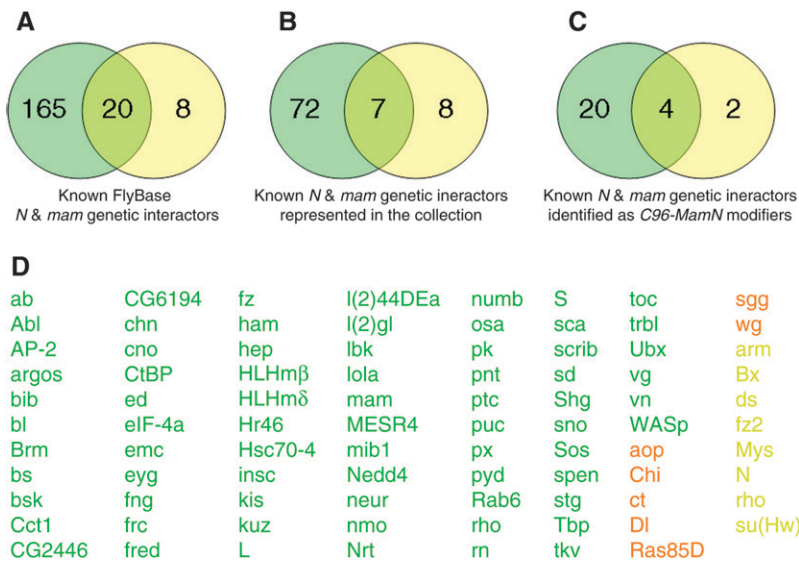 A
B
C
165 20 8
72 7 8
20 4 2
Known FlyBase
N & mam genetic interactors
Known N & mam genetic ineractors
represented in the collection
Known N & mam genetic ineractors
identified as C96-MamN modifiers
D
ab CG6194 fz l(2)44DEa numb S toc sgg
Abl chn ham l(2)gl osa sca trbl wg
AP-2 cno hep lbk pk scrib Ubx arm
argos CtBP HLHmβ lola pnt sd vg Bx
bib ed HLHmδ mam ptc Shg vn ds
bl eIF-4a Hr46 MESR4 puc sno WASp fz2
Brm emc Hsc70-4 mib1 px Sos aop Mys
bs eyg insc Nedd4 pyd spen Chi N
bsk fng kis neur Rab6 stg ct rho
Cct1 frc kuz nmo rho Tbp Dl su(Hw)
CG2446 fred L Nrt rn tkv Ras85D